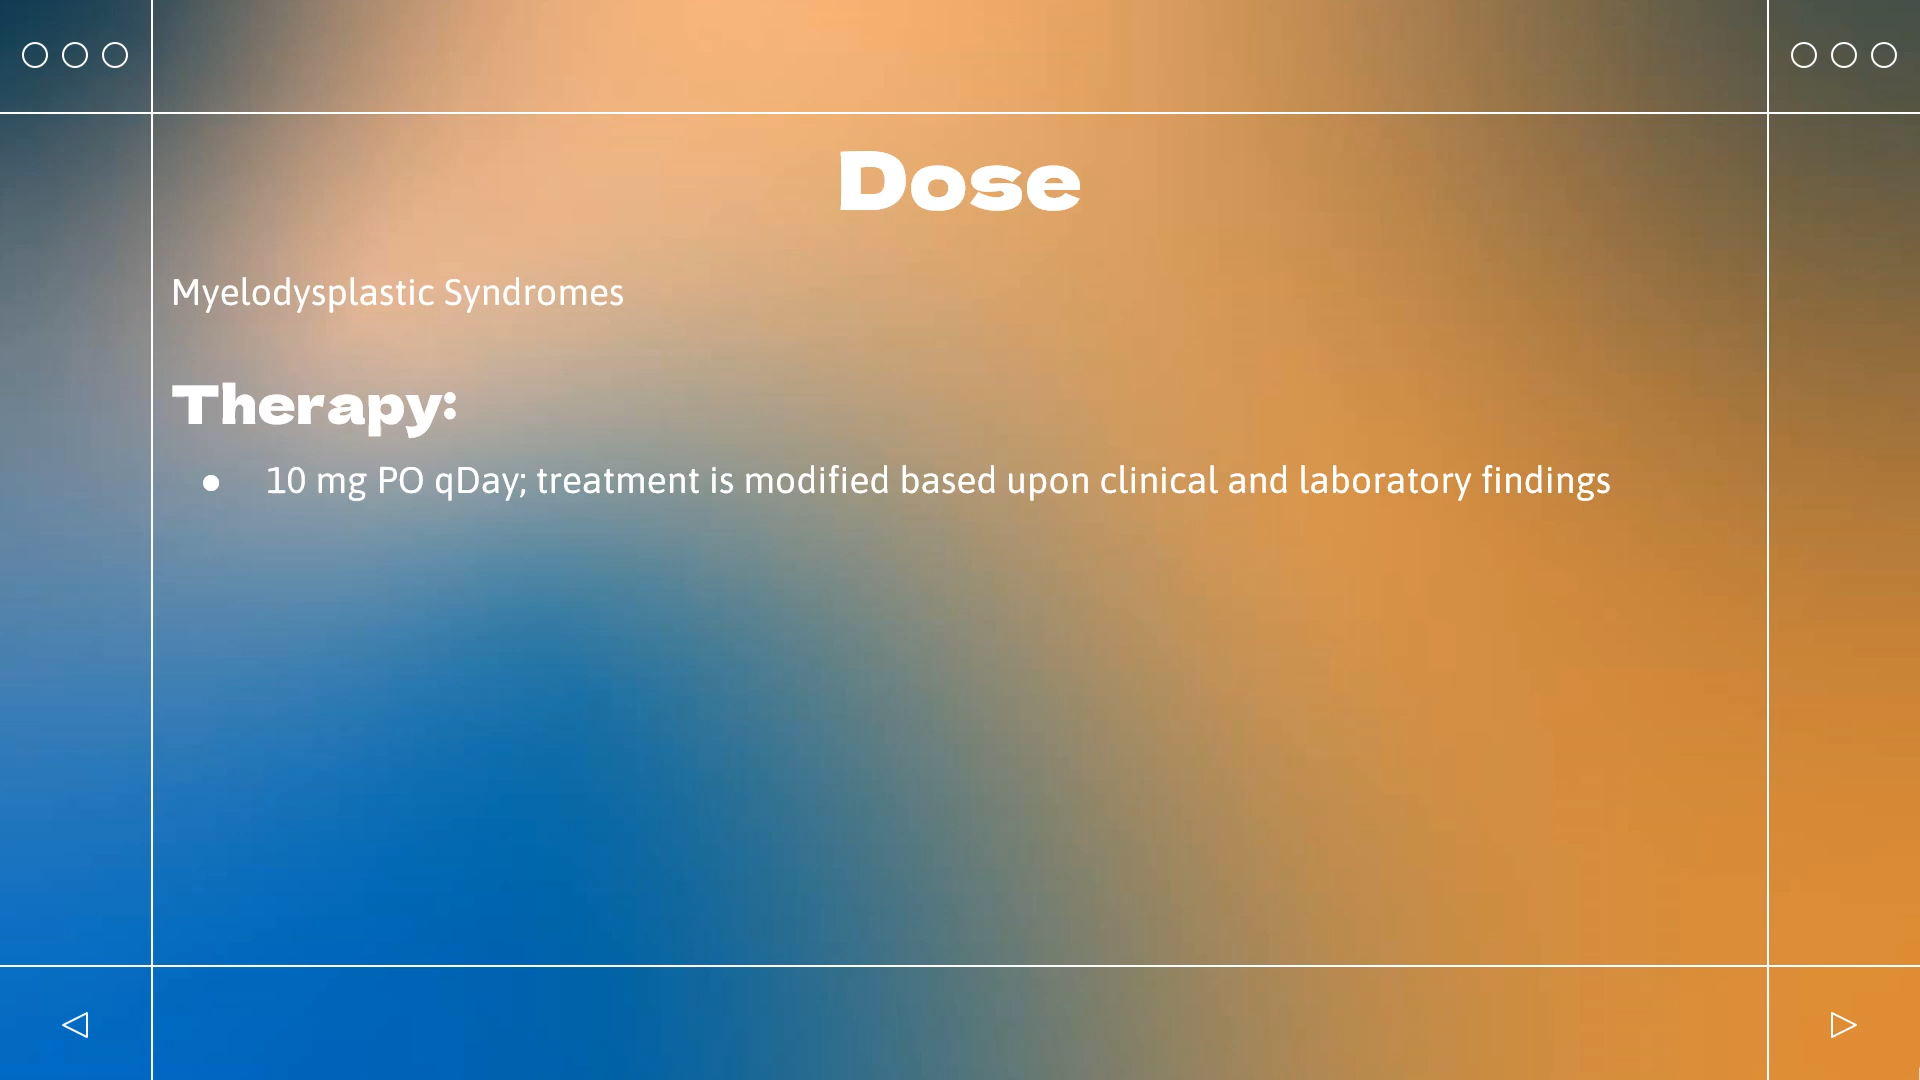 Dose
Myelodysplastic Syndromes
Therapy:
● 10 mg PO qDay; treatment is modified based upon clinical and laboratory findings